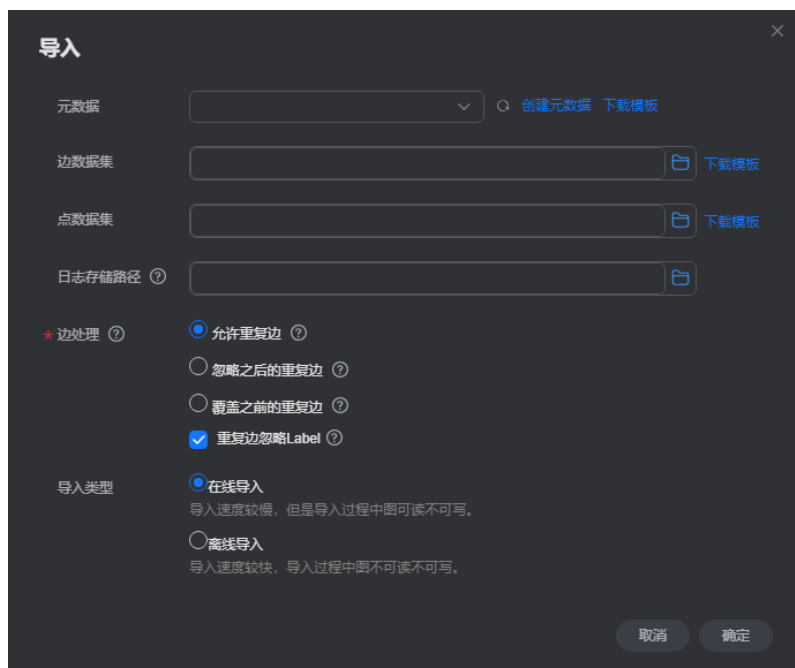 导入
元数据 创建元数据 下载模板
边数据集 下载模板
点数据集 下载模板
日志存储路径
* 边处理 允许重复边
忽略之后的重复边
覆盖之前的重复边
重复边忽略Label
导入类型 在线导入
导入速度较慢，但是导入过程中图可读不可写。
离线导入
导入速度较快，导入过程中图不可读不可写。
取消 确定